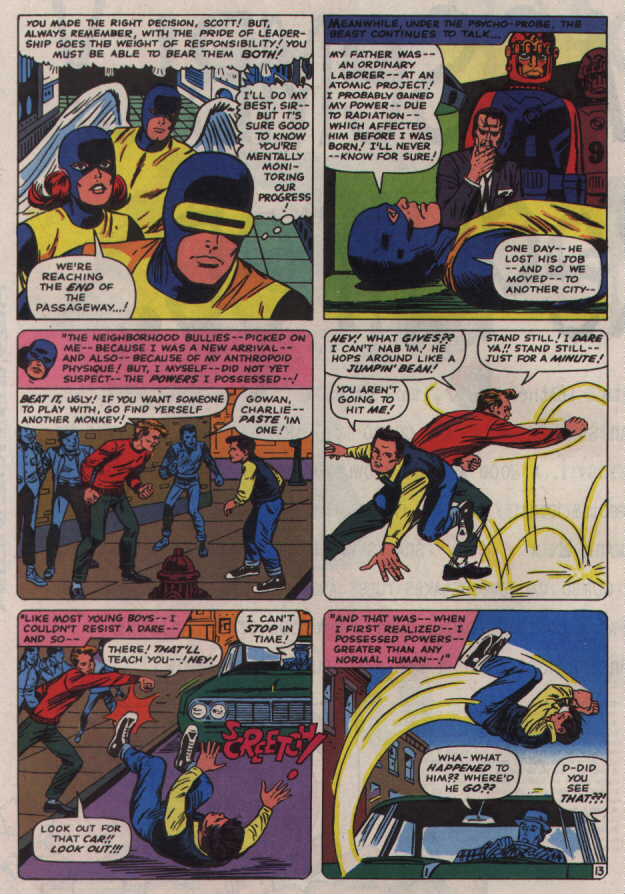 YOU MADE THE RIGHT DECISION, SCOTT! BUT,
ALWAYS REMEMBER, WITH THE PRIDE OF LEADER-
SHIP GOES THB WEIGHT OF RESPONSIBILITY! YOU
MUST BE ABLE TO BEAR THEM BOTH!
I'LL DO MY
BEST, SIR--
BUT IT'S
SURE GOOD
TO KNOW
YOU'RE
MENTALLY
MONI-
TORING
OUR
PROGRESS
!
WE'RE
REACHING
THE END OF
THE
PASSAGEWAY...!
MEANWHILE, UNDER THE PSYCHO-PROBE, THE
BEAST CONTINUES TO TALK...
MY FATHER WAS--
AN ORDINARY
LABORER-- AT AN
ATOMIC PROJECT!
I PROBABLY GAINED
MY POWER-- DUE
TO RADIATION--
WHICH AFFECTED
HIM BEFORE I WAS
BORN! I'LL NEVER
--KNOW FOR SURE!
9
ONE DAY-- HE
LOST HIS JOB
--AND SO WE
MOVED-- TO
ANOTHER CITY--
"THE NEIGHBORHOOD BULLIES--PICKED ON
ME-- BECAUSE I WAS A NEW ARRIVAL--
AND ALSO-- BECAUSE OF MY ANTHROPOID
PHYSIQUE! BUT, I MYSELF-- DID NOT YET
SUSPECT-- THE POWERS I POSSESSED--!
BEAT IT, UGLY! IF YOU WANT SOMEONE
TO PLAY WITH, GO FIND YERSELF
ANOTHER MONKEY!
GOWAN,
CHARLIE--
PASTE 'IM
ONE!
HEY! WHAT GIVES??
I CAN'T NAB 'IM! HE
HOPS AROUND LIKE A
JUMPIN' BEAN!
STAND STILL! I DARE
YA!! STAND STILL--
JUST FOR A MINUTE!
YOU AREN'T
GOING TO
HIT ME!
"LIKE MOST YOUNG BOYS-- I
COULDN'T RESIST A DARE--
AND SO--
THERE! THAT'LL
TEACH YOU--! HEY!
I CAN'T
STOP IN
TIME!
SCREETCH!
LOOK OUT FOR
THAT CAR!!
LOOK OUT!!!
"AND THAT WAS-- WHEN
I FIRST REALIZED-- I
POSSESSED POWERS--
GREATER THAN ANY
NORMAL HUMAN--!"
WHA-WHAT
HAPPENED TO
HIM?? WHERE'D
HE GO??
D-DID
YOU
SEE
THAT??!
13